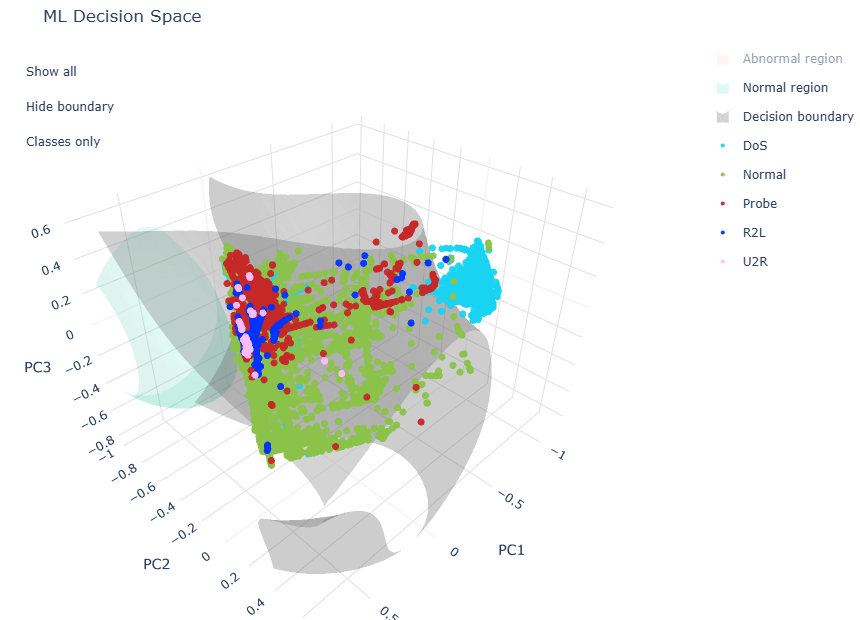 ML Decision Space
Show all
Hide boundary
Classes only
Abnormal region
Normal region
Decision boundary
DoS
Normal
Probe
R2L
U2R
0.6
0.4
0.2
0
−0.2
−0.4
−0.6
−0.8
PC3
−1
−0.8
−0.6
−0.4
−0.2
0
0.2
0.4
PC2
−1
−0.5
0
0.5
PC1